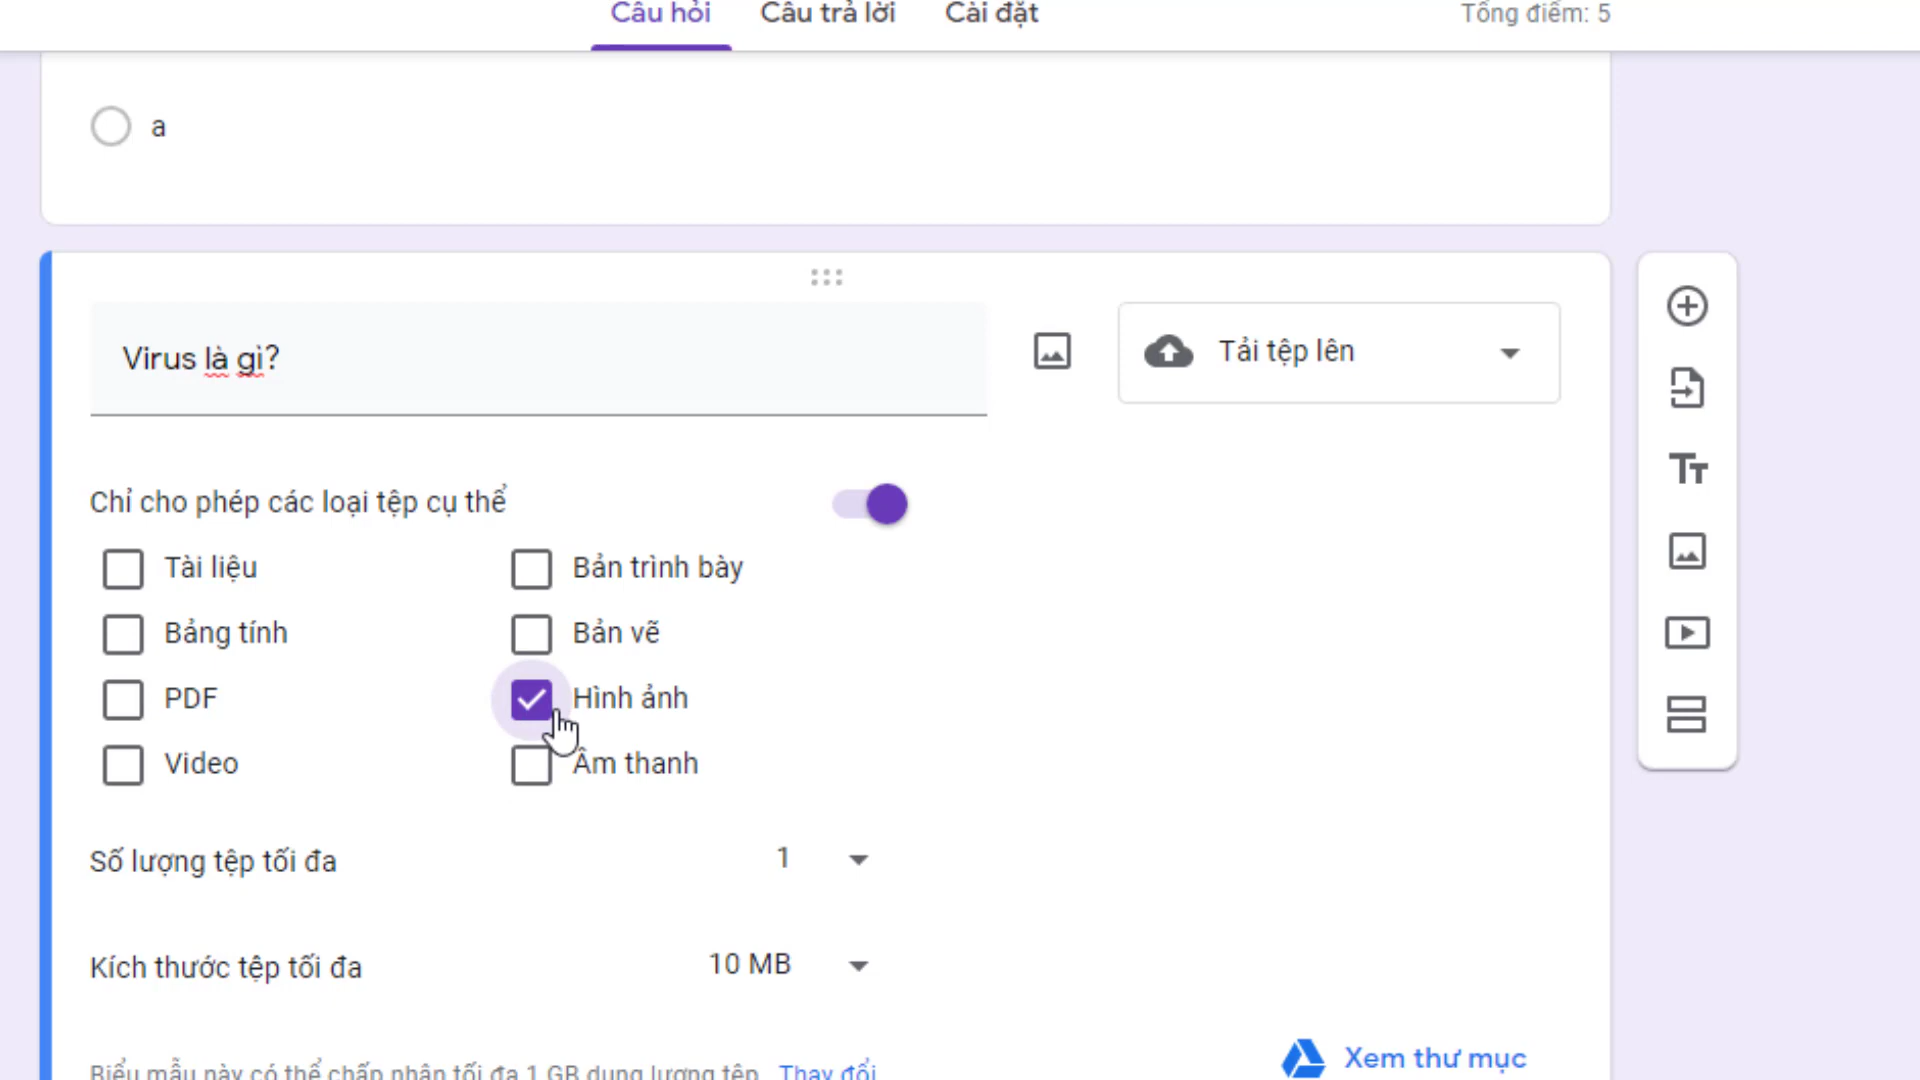 Câu hỏi Câu trả lời Cài đặt Tổng điểm: 5
a
Virus là gì?
Tải tệp lên
Chỉ cho phép các loại tệp cụ thể
Tài liệu Bản trình bày
Bảng tính Bản vẽ
PDF Hình ảnh
Video Âm thanh
Số lượng tệp tối đa 1
Kích thước tệp tối đa 10 MB
Xem thư mục
Biểu mẫu này có thể chấp nhận tối đa 1 GB dung lượng tệp. Thay đổi